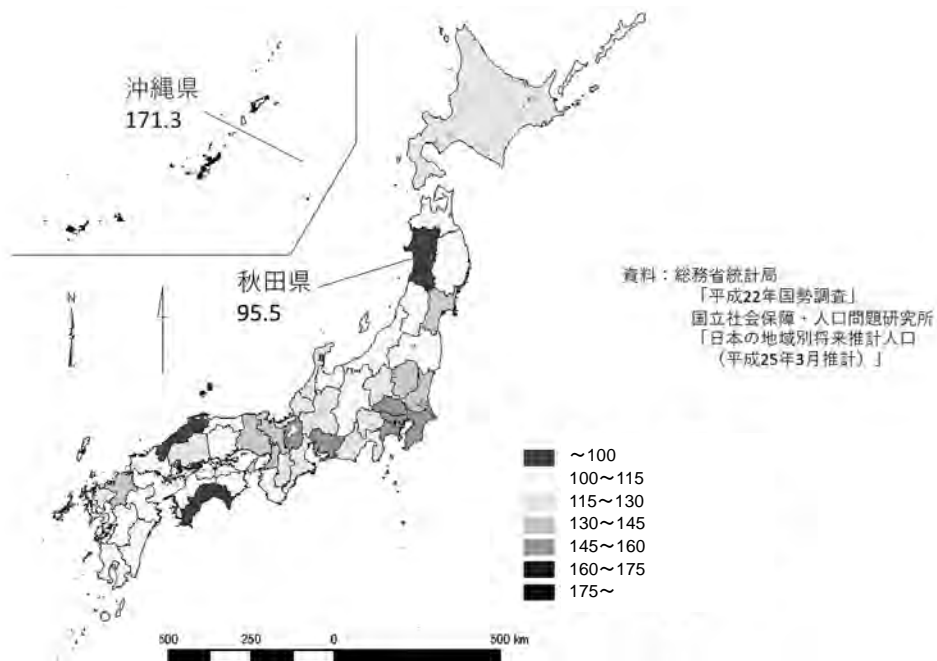 沖縄県
171.3
秋田県
95.5
N
資料：総務省統計局
「平成22年国勢調査」
国立社会保障・人口問題研究所
「日本の地域別将来推計人口
（平成25年3月推計）」
～100
100～115
115～130
130～145
145～160
160～175
175～
500 250 0 500 km